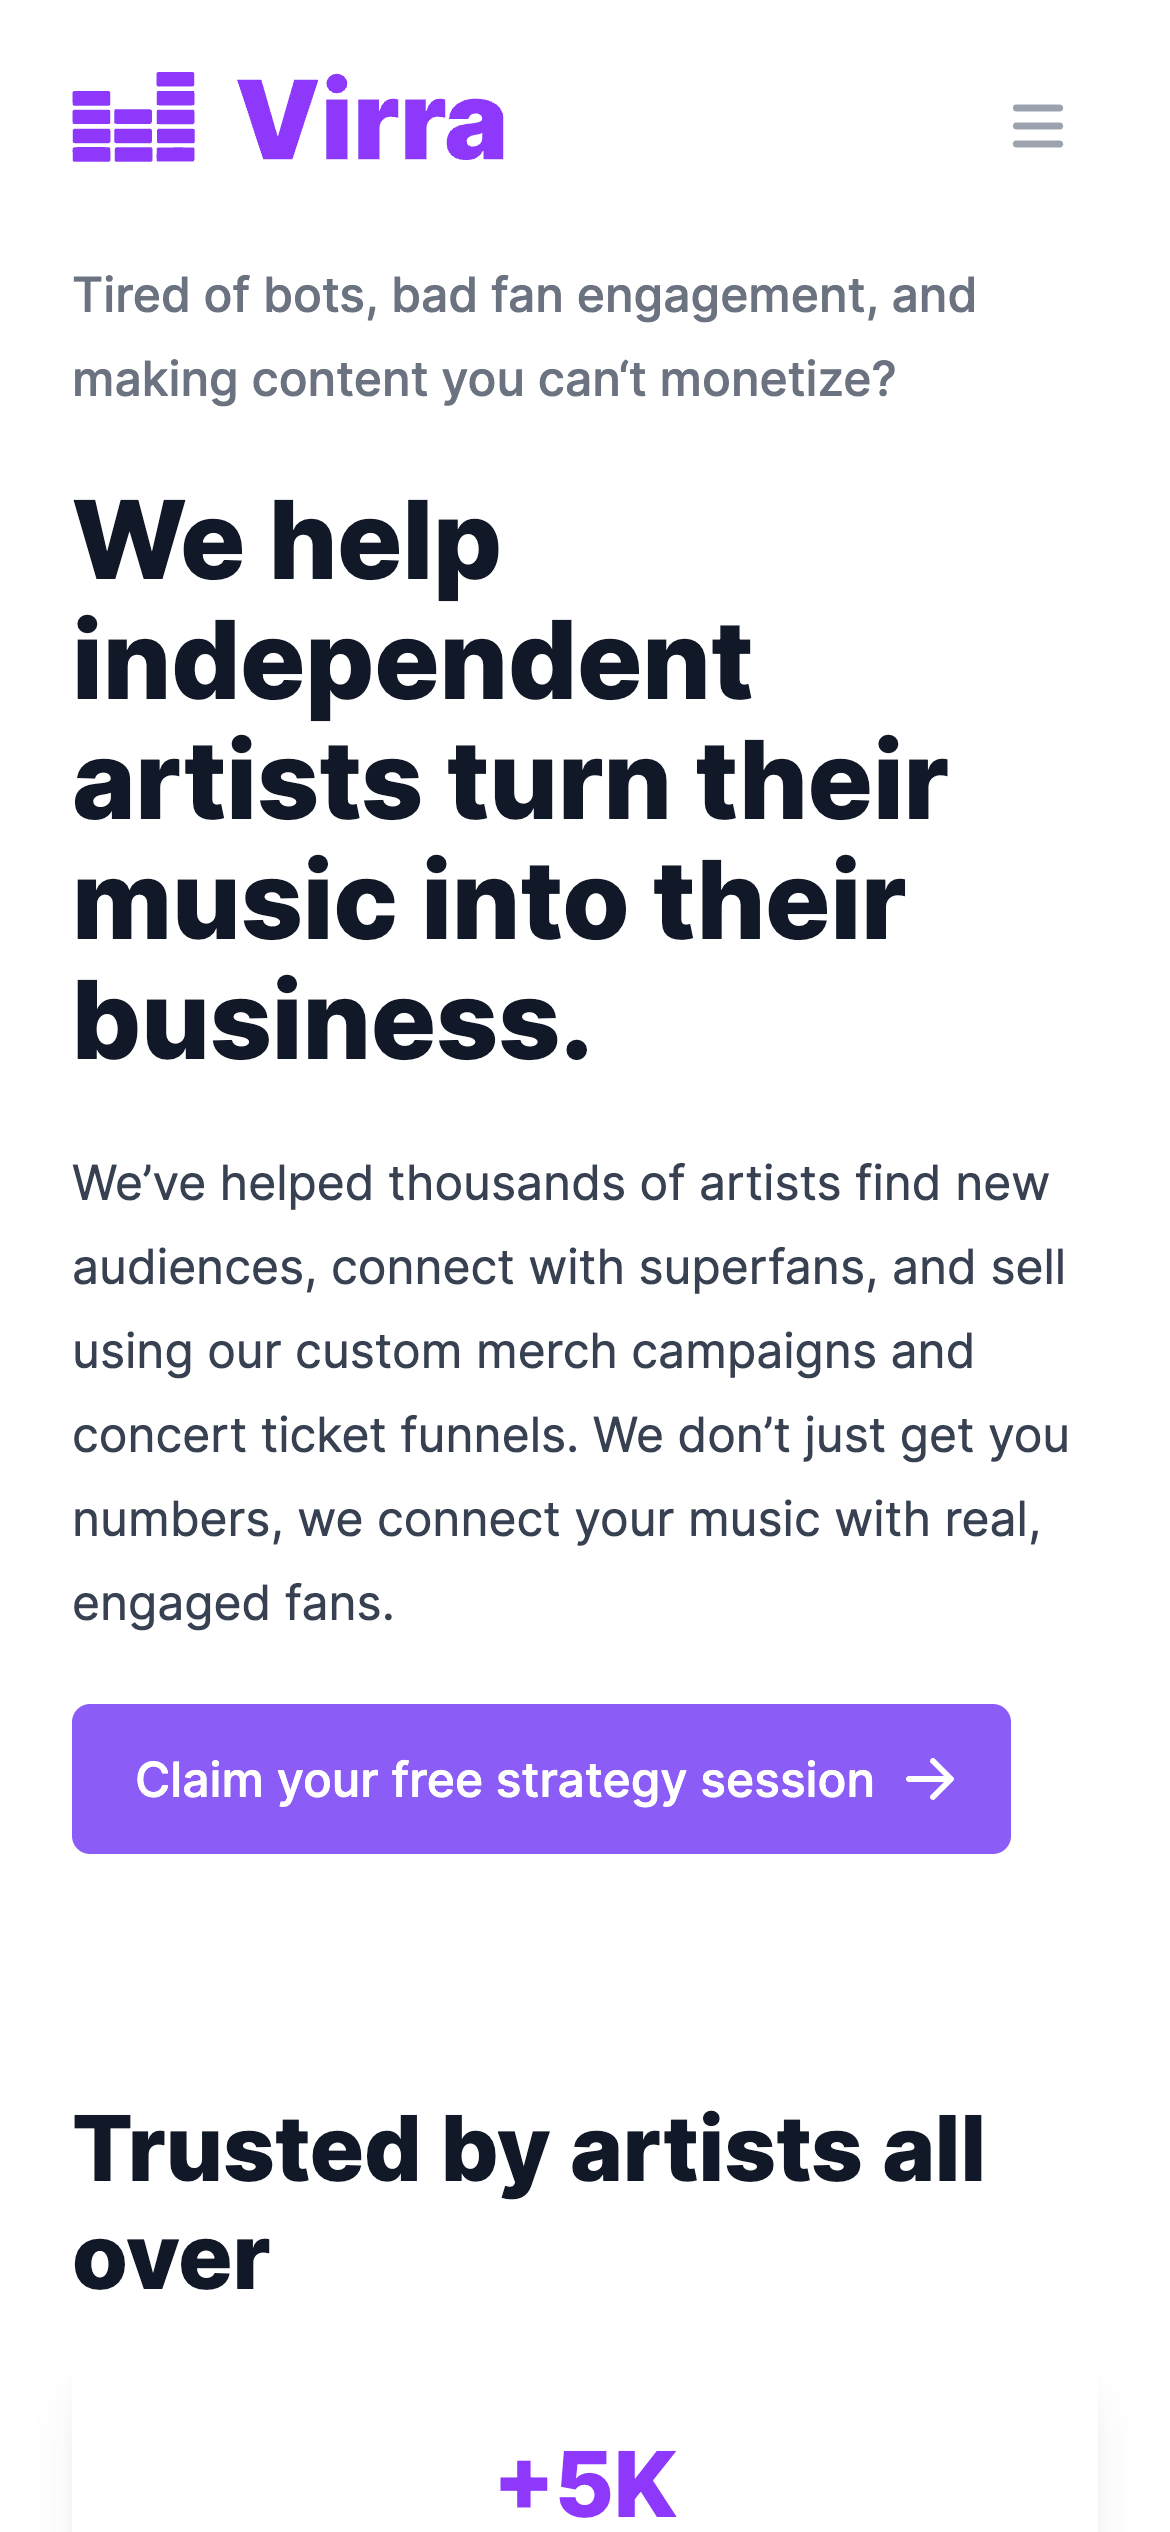 Virra
Tired of bots, bad fan engagement, and
making content you can‘t monetize?
We help
independent
artists turn their
music into their
business.
We’ve helped thousands of artists find new
audiences, connect with superfans, and sell
using our custom merch campaigns and
concert ticket funnels. We don’t just get you
numbers, we connect your music with real,
engaged fans.
Claim your free strategy session
Trusted by artists all
over
+5K